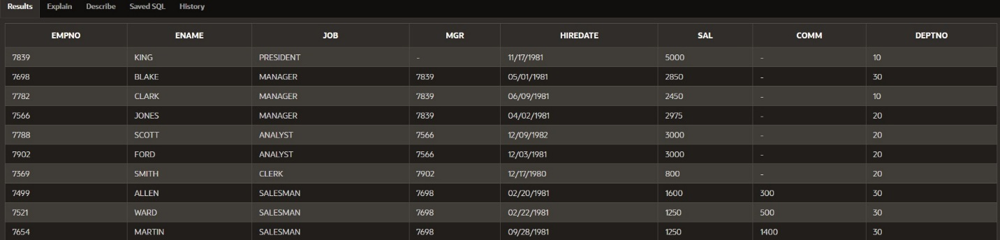 Results Explain Describe Saved SQL History
EMPNO ENAME JOB MGR HIREDATE SAL COMM DEPTNO
7839 KING PRESIDENT - 11/17/1981 5000 - 10
7698 BLAKE MANAGER 7839 05/01/1981 2850 - 30
7782 CLARK MANAGER 7839 06/09/1981 2450 - 10
7566 JONES MANAGER 7839 04/02/1981 2975 - 20
7788 SCOTT ANALYST 7566 12/09/1982 3000 - 20
7902 FORD ANALYST 7566 12/03/1981 3000 - 20
7369 SMITH CLERK 7902 12/17/1980 800 - 20
7499 ALLEN SALESMAN 7698 02/20/1981 1600 300 30
7521 WARD SALESMAN 7698 02/22/1981 1250 500 30
7654 MARTIN SALESMAN 7698 09/28/1981 1250 1400 30